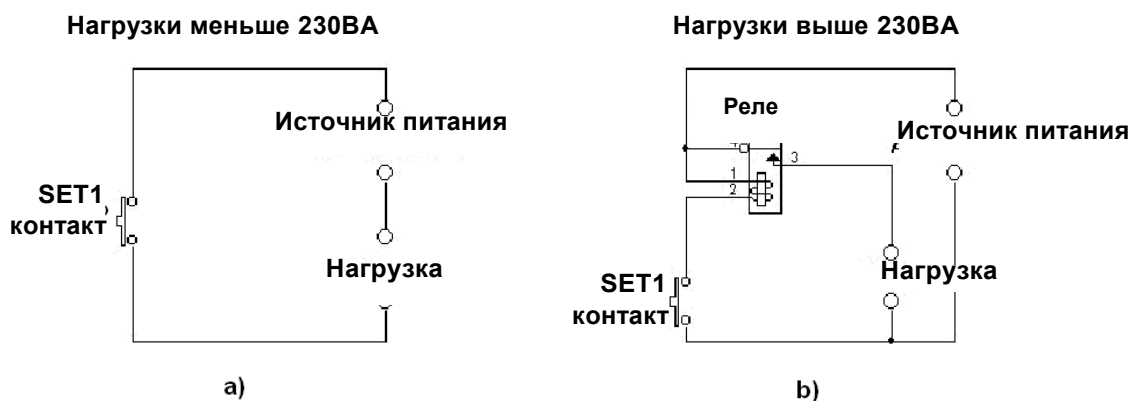 Нагрузки меньше 230ВА
Источник питания
SET1
контакт
Нагрузка
a)
Нагрузки выше 230ВА
Реле
Источник питания
3
1
2
SET1
контакт
Нагрузка
b)